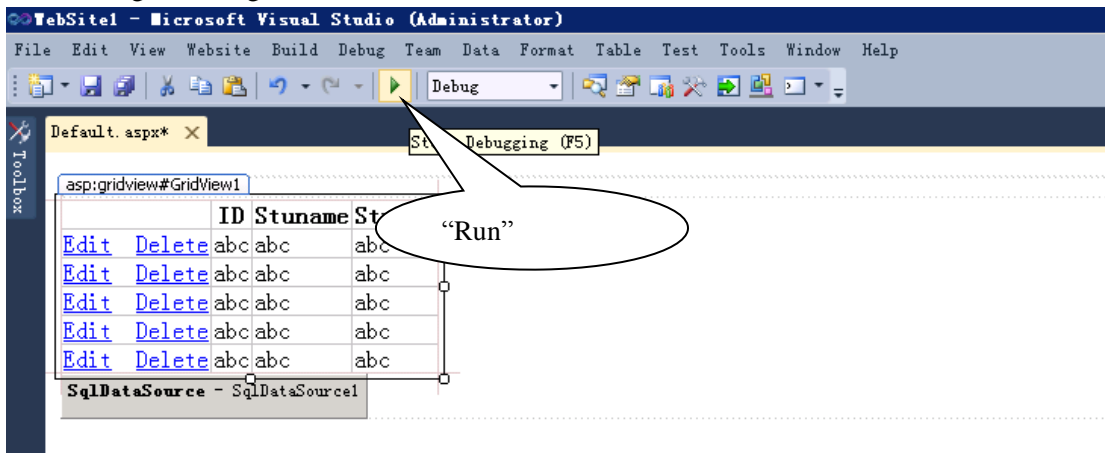 WebSite1 - Microsoft Visual Studio (Administrator)
File Edit View Website Build Debug Team Data Format Table Test Tools Window Help
Debug
Default.aspx* ×
Debugging (F5)
Toolbox
asp:gridview#GridView1
ID Stuname
“Run”
Edit Delete abc abc abc
Edit Delete abc abc abc
Edit Delete abc abc abc
Edit Delete abc abc abc
Edit Delete abc abc abc
SqlDataSource - SqlDataSource1